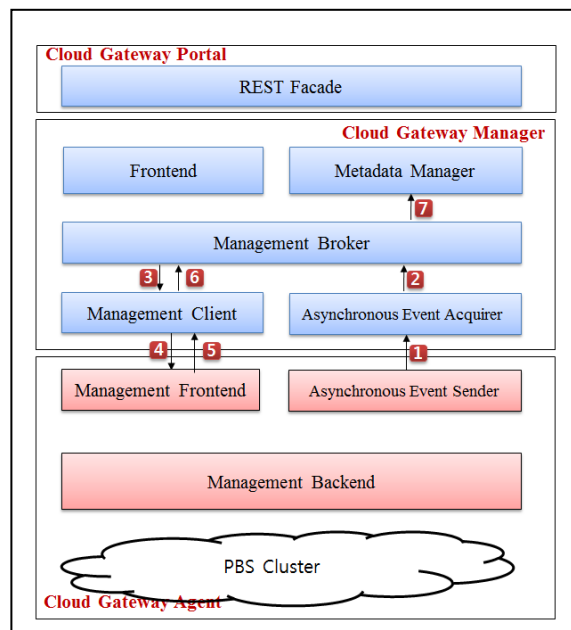 Cloud Gateway Portal
REST Facade
Cloud Gateway Manager
Frontend
Metadata Manager
7
Management Broker
3
6
2
Management Client
Asynchronous Event Acquirer
4
5
1
Management Frontend
Asynchronous Event Sender
Management Backend
PBS Cluster
Cloud Gateway Agent